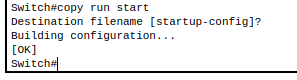 Switch#copy run start
Destination filename [startup-config]?
Building configuration...
[OK]
Switch#